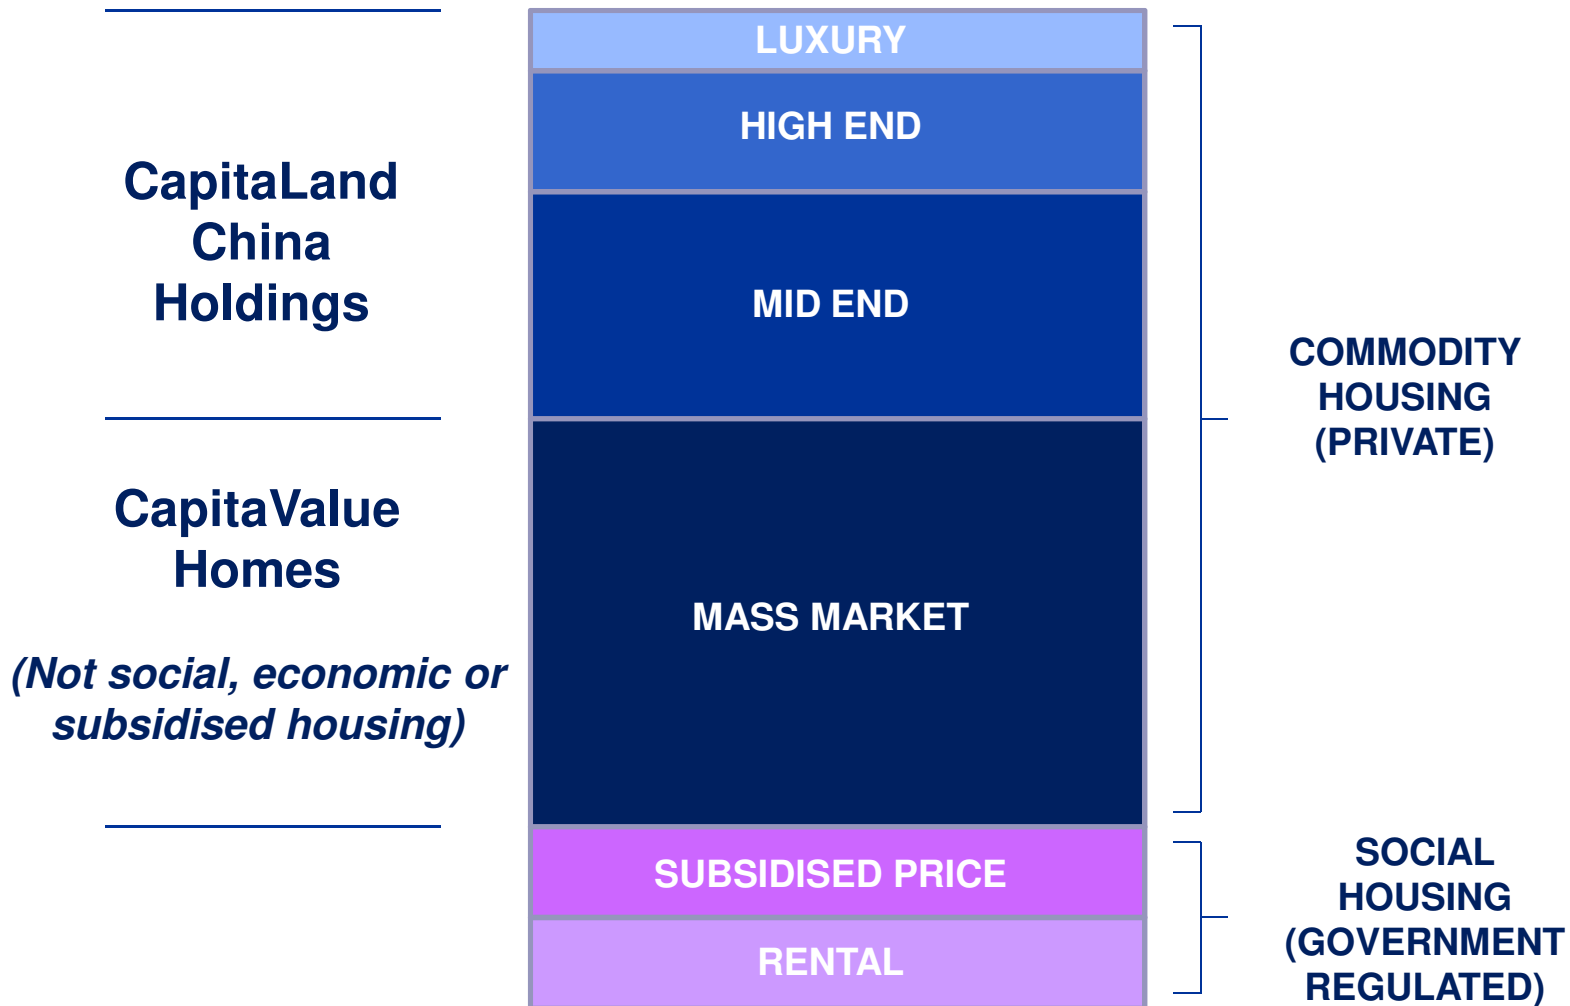 CapitaLand
China
Holdings
CapitaValue
Homes
(Not social, economic or
subsidised housing)
LUXURY
HIGH END
MID END
MASS MARKET
SUBSIDISED PRICE
RENTAL
COMMODITY
HOUSING
(PRIVATE)
SOCIAL
HOUSING
(GOVERNMENT
REGULATED)